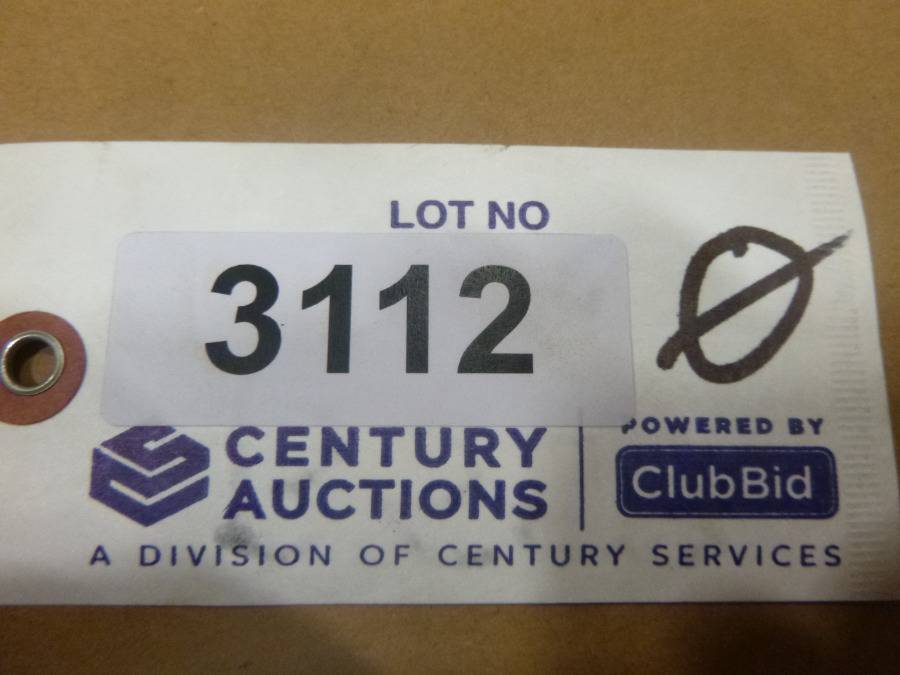 LOT NO
3112
Ø
CENTURY
AUCTIONS
POWERED BY
ClubBid
A DIVISION OF CENTURY SERVICES